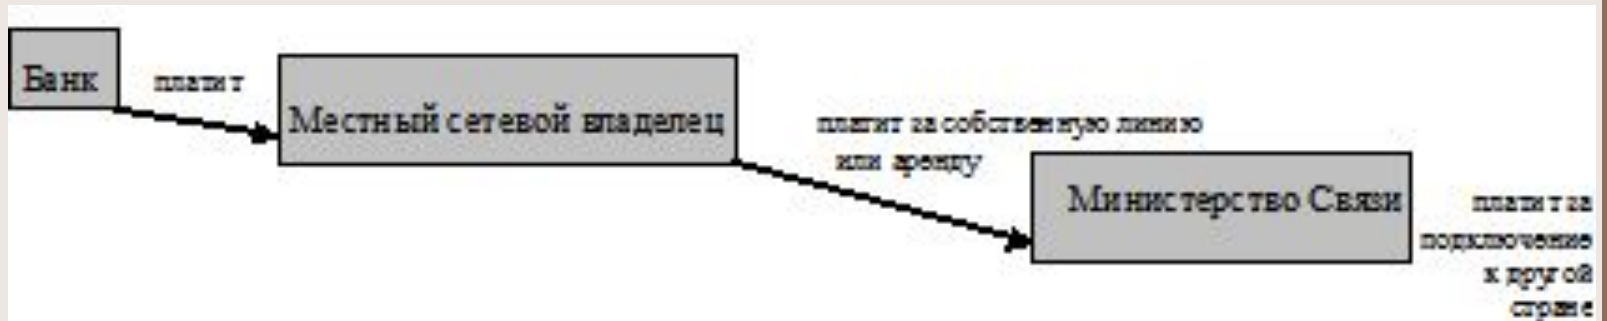 Банк
платит
Местный сетевой владелец
платит за собственную линию
или аренду
Министерство Связи
платит за
подключение
к другой
стране